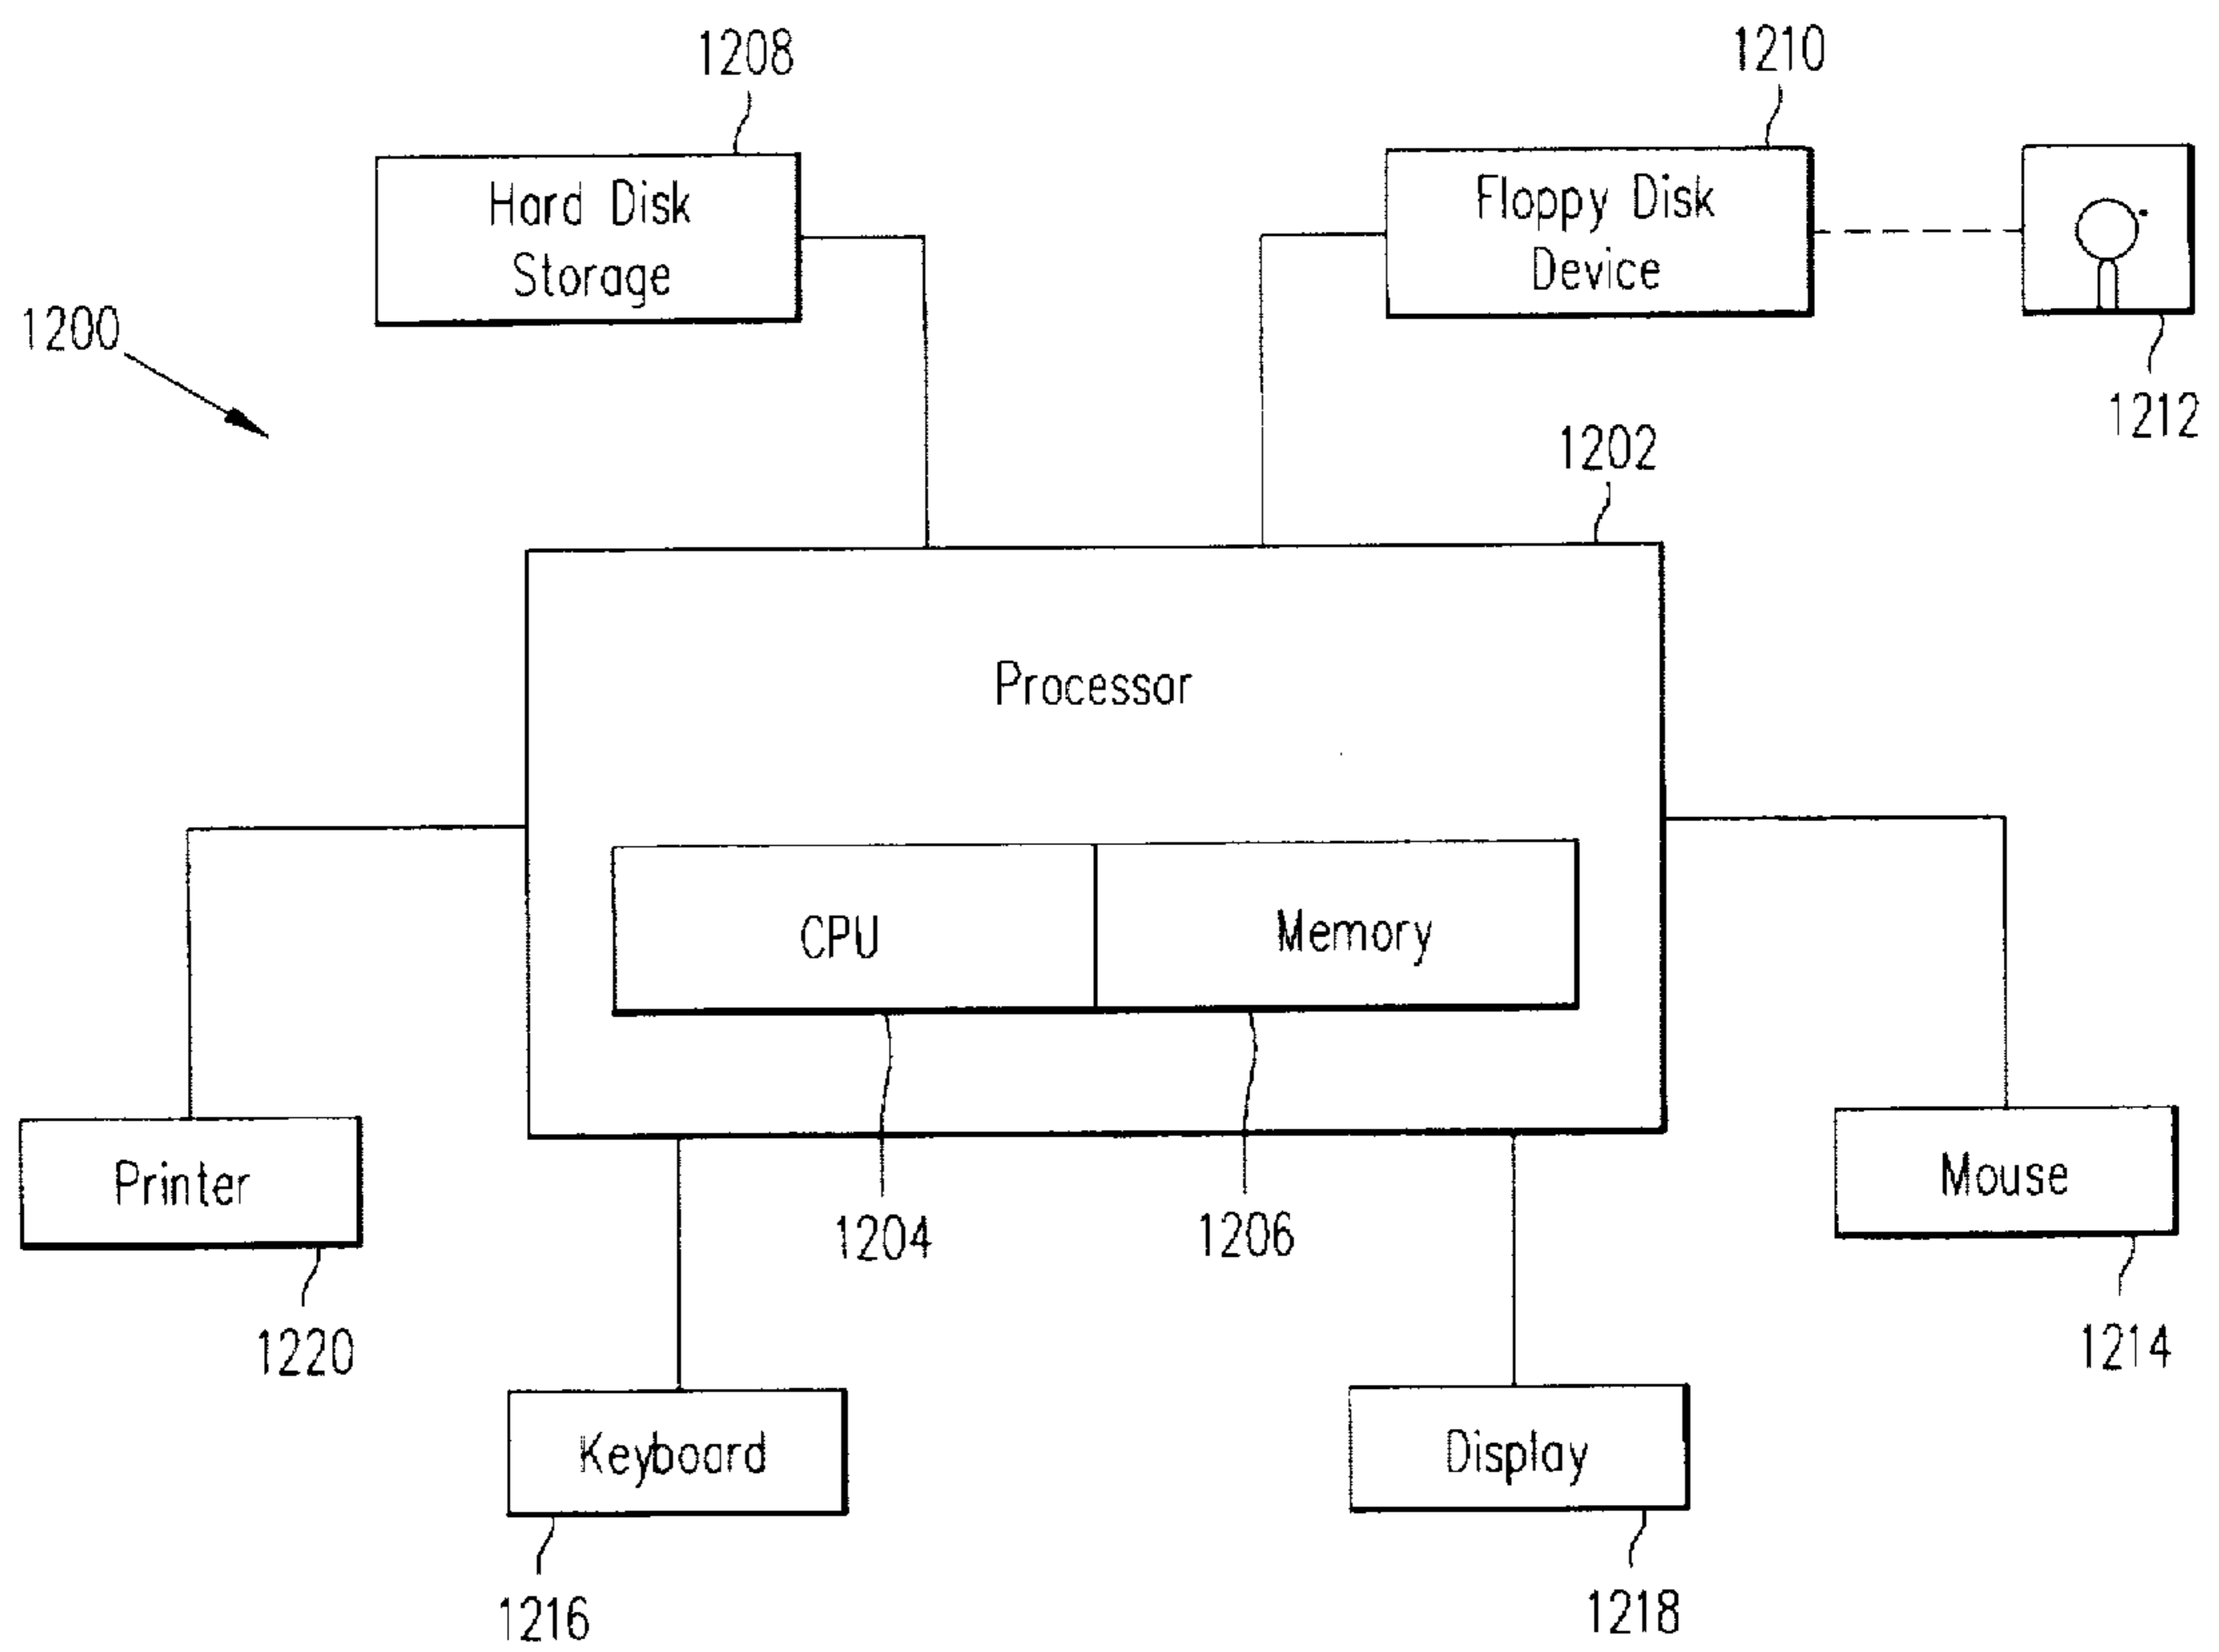 1208
1210
Hard Disk
Storage
Floppy Disk
Device
1200
1212
1202
Processor
CPU
Memory
Printer
Mouse
1204
1206
1220
1214
Keyboard
Display
1216
1218